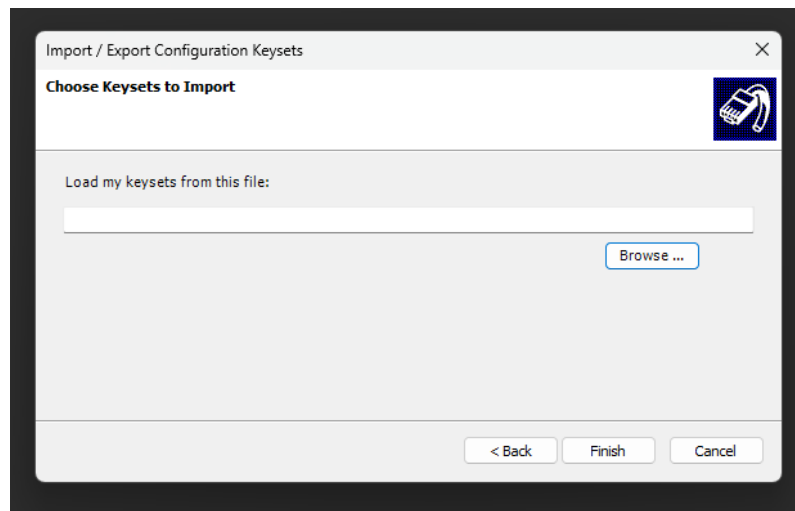 Import / Export Configuration Keysets
Choose Keysets to Import
Load my keysets from this file:
Browse ...
< Back
Finish
Cancel